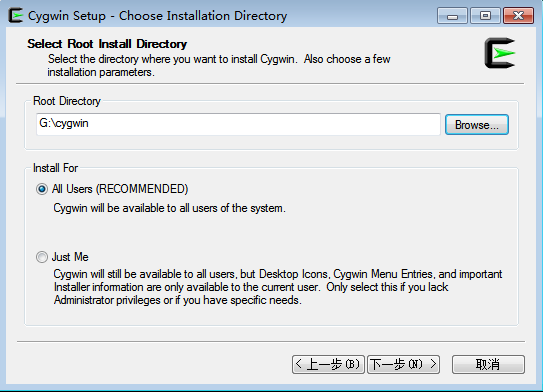 Cygwin Setup - Choose Installation Directory
Select Root Install Directory
Select the directory where you want to install Cygwin. Also choose a few
installation parameters.
Root Directory
G:\cygwin
Browse...
Install For
All Users (RECOMMENDED)
Cygwin will be available to all users of the system.
Just Me
Cygwin will still be available to all users, but Desktop Icons, Cygwin Menu Entries, and important
Installer information are only available to the current user. Only select this if you lack
Administrator privileges or if you have specific needs.
< 上一步(B) 下一步(N) > 取消